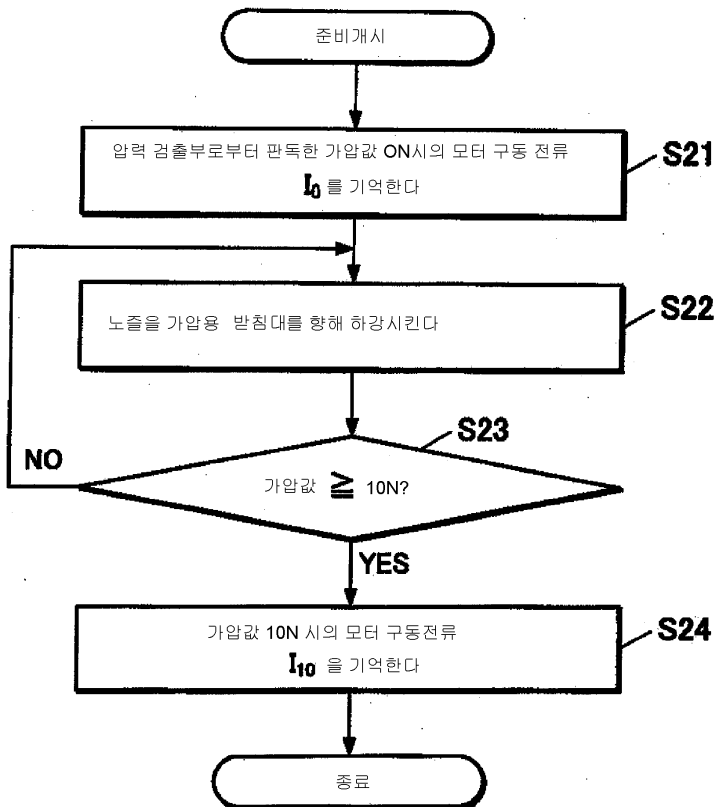 준비개시
압력 검출부로부터 판독한 가압값 ON시의 모터 구동 전류
I₀ 를 기억한다
S21
노즐을 가압용 받침대를 향해 하강시킨다
S22
S23
NO
가압값 ≧ 10N?
YES
가압값 10N 시의 모터 구동전류
I₁₀ 을 기억한다
S24
종료